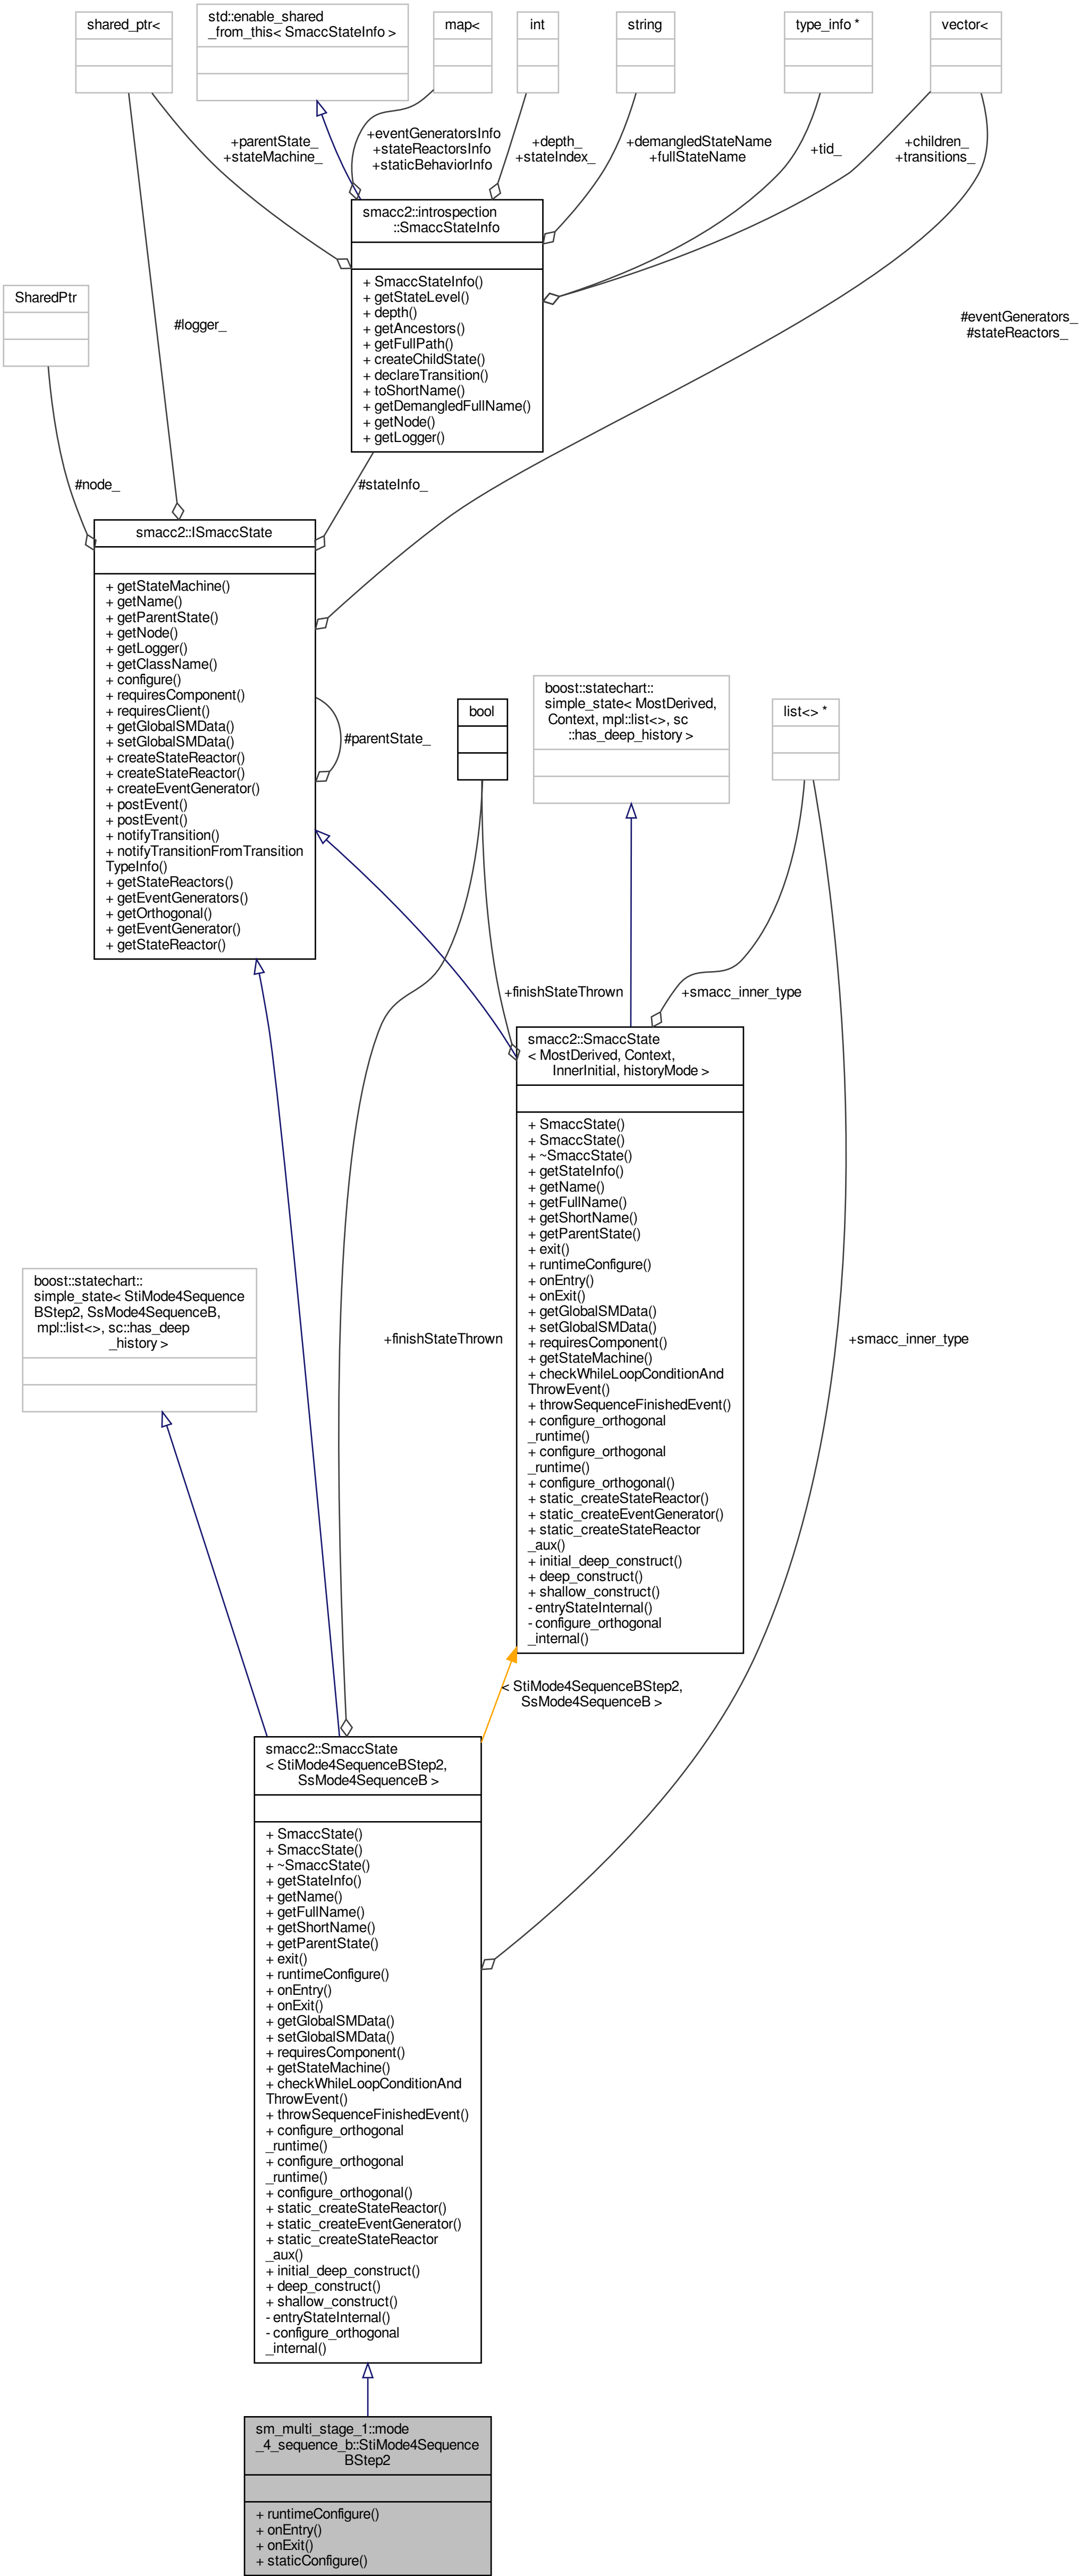 shared_ptr<
std::enable_shared
_from_this< SmaccStateInfo >
map<
int
string
type_info *
vector<
+parentState_
+stateMachine_
+eventGeneratorsInfo
+stateReactorsInfo
+staticBehaviorInfo
+depth_
+stateIndex_
+demangledStateName
+fullStateName
+tid_
+children_
+transitions_
smacc2::introspection
::SmaccStateInfo
+ SmaccStateInfo()
+ getStateLevel()
+ depth()
+ getAncestors()
+ getFullPath()
+ createChildState()
+ declareTransition()
+ toShortName()
+ getDemangledFullName()
+ getNode()
+ getLogger()
SharedPtr
#logger_
#eventGenerators_
#stateReactors_
#node_
#stateInfo_
smacc2::ISmaccState
+ getStateMachine()
+ getName()
+ getParentState()
+ getNode()
+ getLogger()
+ getClassName()
+ configure()
+ requiresComponent()
+ requiresClient()
+ getGlobalSMData()
+ setGlobalSMData()
+ createStateReactor()
+ createStateReactor()
+ createEventGenerator()
+ postEvent()
+ postEvent()
+ notifyTransition()
+ notifyTransitionFromTransition
TypeInfo()
+ getStateReactors()
+ getEventGenerators()
+ getOrthogonal()
+ getEventGenerator()
+ getStateReactor()
#parentState_
bool
boost::statechart::
simple_state< MostDerived,
Context, mpl::list<>, sc
::has_deep_history >
list<> *
+finishStateThrown
+smacc_inner_type
smacc2::SmaccState
< MostDerived, Context,
InnerInitial, historyMode >
+ SmaccState()
+ SmaccState()
+ ~SmaccState()
+ getStateInfo()
+ getName()
+ getFullName()
+ getShortName()
+ getParentState()
+ exit()
+ runtimeConfigure()
+ onEntry()
+ onExit()
+ getGlobalSMData()
+ setGlobalSMData()
+ requiresComponent()
+ getStateMachine()
+ checkWhileLoopConditionAnd
ThrowEvent()
+ throwSequenceFinishedEvent()
+ configure_orthogonal
_runtime()
+ configure_orthogonal
_runtime()
+ configure_orthogonal()
+ static_createStateReactor()
+ static_createEventGenerator()
+ static_createStateReactor
_aux()
+ initial_deep_construct()
+ deep_construct()
+ shallow_construct()
- entryStateInternal()
- configure_orthogonal
_internal()
boost::statechart::
simple_state< StiMode4Sequence
BStep2, SsMode4SequenceB,
mpl::list<>, sc::has_deep
_history >
+finishStateThrown
+smacc_inner_type
< StiMode4SequenceBStep2,
SsMode4SequenceB >
smacc2::SmaccState
< StiMode4SequenceBStep2,
SsMode4SequenceB >
+ SmaccState()
+ SmaccState()
+ ~SmaccState()
+ getStateInfo()
+ getName()
+ getFullName()
+ getShortName()
+ getParentState()
+ exit()
+ runtimeConfigure()
+ onEntry()
+ onExit()
+ getGlobalSMData()
+ setGlobalSMData()
+ requiresComponent()
+ getStateMachine()
+ checkWhileLoopConditionAnd
ThrowEvent()
+ throwSequenceFinishedEvent()
+ configure_orthogonal
_runtime()
+ configure_orthogonal
_runtime()
+ configure_orthogonal()
+ static_createStateReactor()
+ static_createEventGenerator()
+ static_createStateReactor
_aux()
+ initial_deep_construct()
+ deep_construct()
+ shallow_construct()
- entryStateInternal()
- configure_orthogonal
_internal()
sm_multi_stage_1::mode
_4_sequence_b::StiMode4Sequence
BStep2
+ runtimeConfigure()
+ onEntry()
+ onExit()
+ staticConfigure()